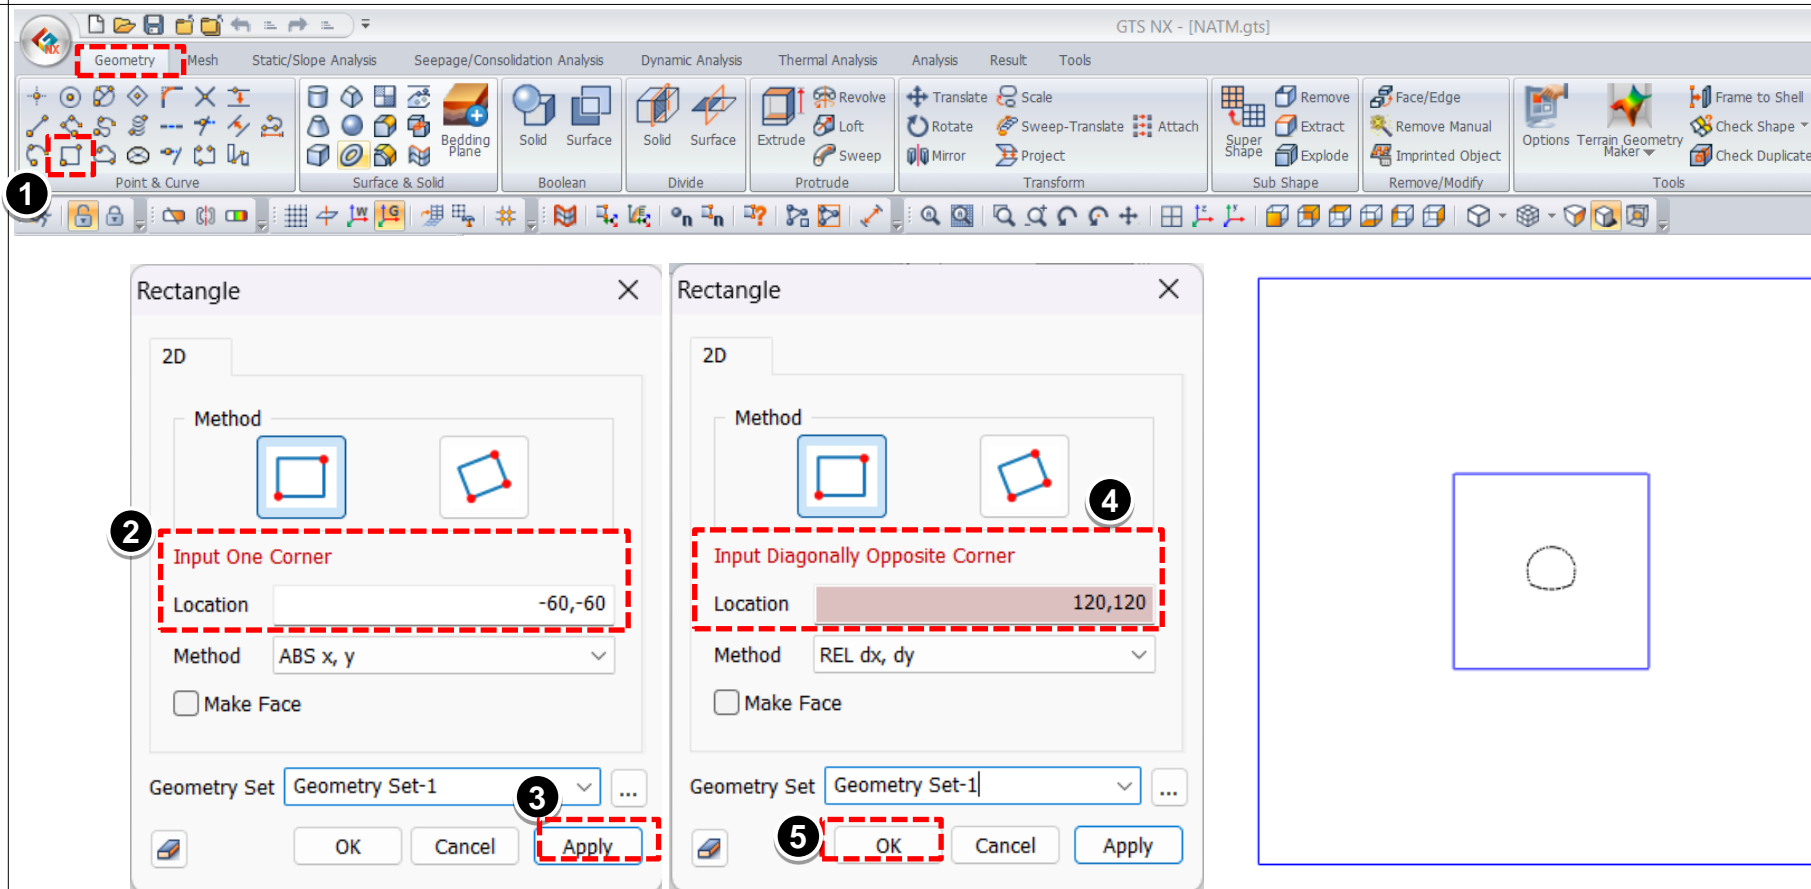 GTS NX - [NATM.gts]
NX
Geometry Mesh Static/Slope Analysis Seepage/Consolidation Analysis Dynamic Analysis Thermal Analysis Analysis Result Tools
Revolve Translate Scale Remove Face/Edge Frame to Shell
Bedding Plane Solid Surface Solid Surface Extrude Loft Rotate Sweep-Translate Attach Super Shape Extract Remove Manual Options Terrain Geometry Maker Check Shape
Sweep Mirror Project Explode Imprinted Object Check Duplicate
Point & Curve Surface & Solid Boolean Divide Protrude Transform Sub Shape Remove/Modify Tools
1
Rectangle
2D
Method
2
Input One Corner
Location -60,-60
Method ABS x, y
Make Face
Geometry Set Geometry Set-1 ...
3
OK Cancel Apply
Rectangle
2D
Method
4
Input Diagonally Opposite Corner
Location 120,120
Method REL dx, dy
Make Face
Geometry Set Geometry Set-1 ...
5
OK Cancel Apply